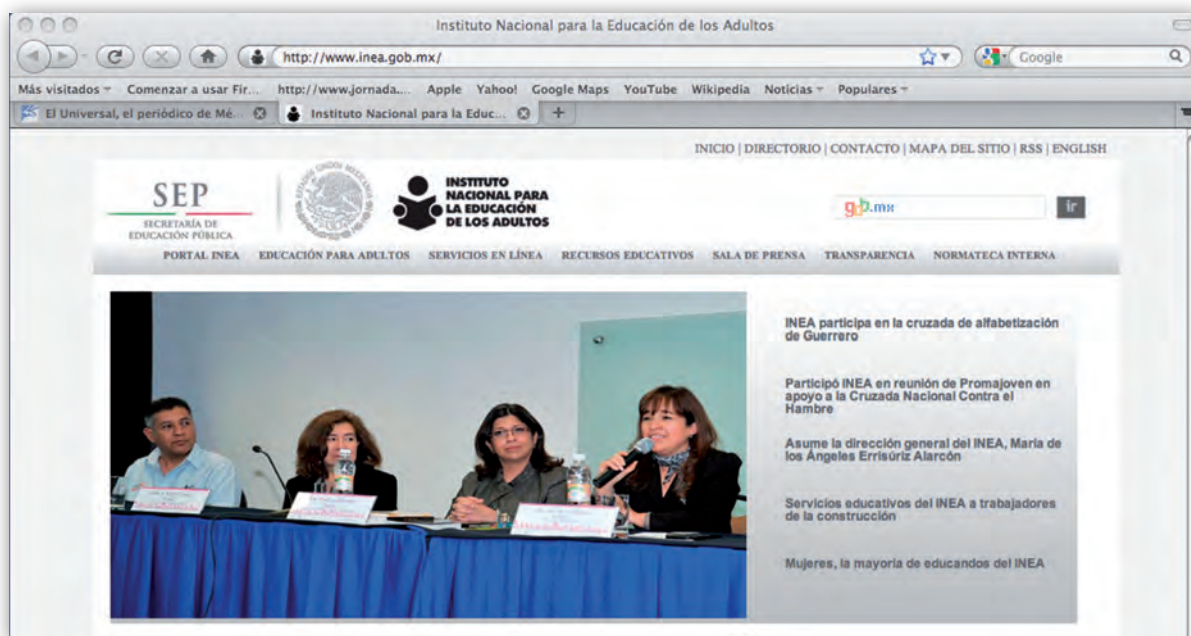 Instituto Nacional para la Educación de los Adultos
http://www.inea.gob.mx/
Google
Más visitados Comenzar a usar Fir... http://www.jornada.... Apple Yahoo! Google Maps YouTube Wikipedia Noticias Populares
El Universal, el periódico de Mé... Instituto Nacional para la Educ... +
INICIO | DIRECTORIO | CONTACTO | MAPA DEL SITIO | RSS | ENGLISH
SEP
SECRETARÍA DE
EDUCACIÓN PÚBLICA
ESTADOS UNIDOS MEXICANOS
INSTITUTO
NACIONAL PARA
LA EDUCACIÓN
DE LOS ADULTOS
gob.mx
ir
PORTAL INEA EDUCACIÓN PARA ADULTOS SERVICIOS EN LÍNEA RECURSOS EDUCATIVOS SALA DE PRENSA TRANSPARENCIA NORMATECA INTERNA
INEA participa en la cruzada de alfabetización
de Guerrero
Participó INEA en reunión de Promajoven en
apoyo a la Cruzada Nacional Contra el
Hambre
Asume la dirección general del INEA, María de
los Ángeles Errisúriz Alarcón
Servicios educativos del INEA a trabajadores
de la construcción
Mujeres, la mayoría de educandos del INEA